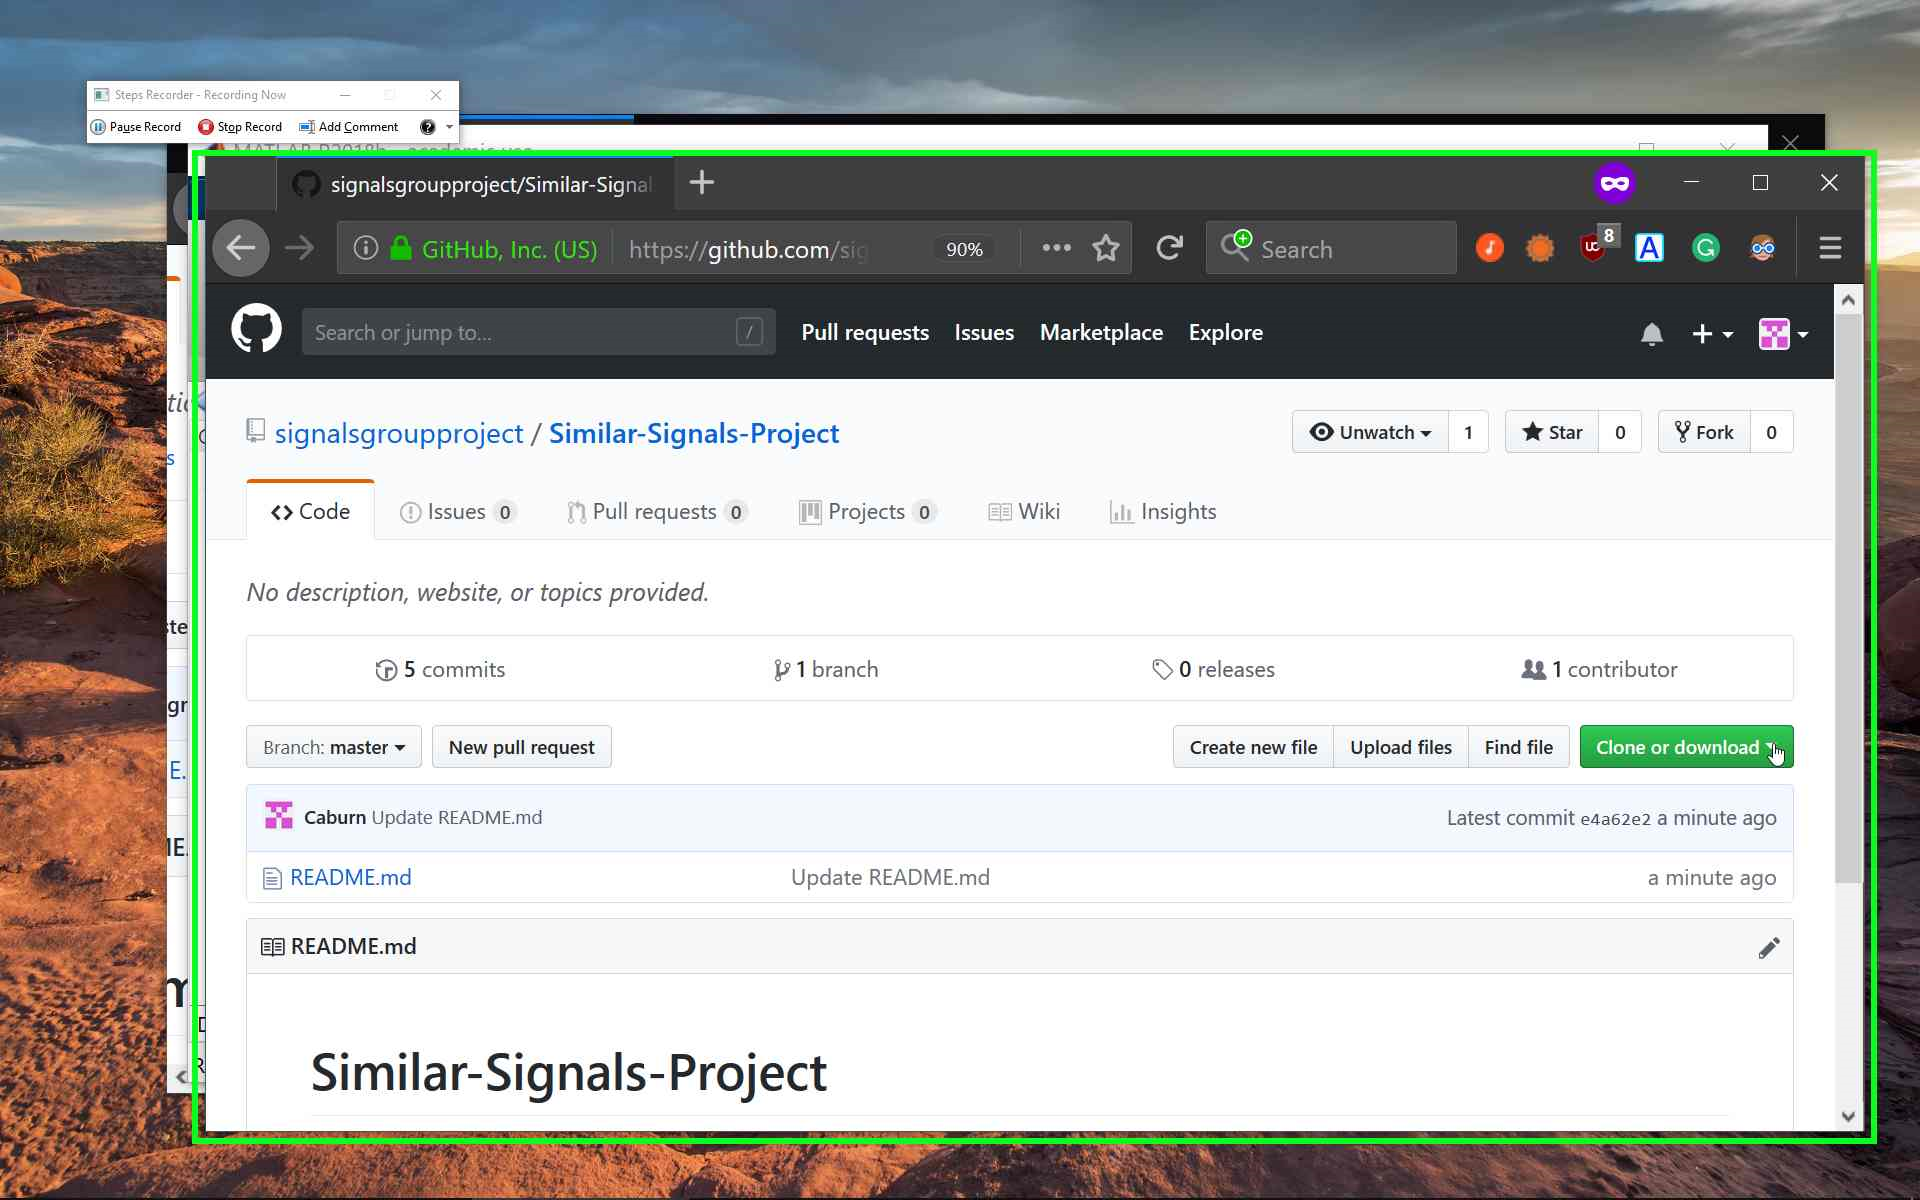 Steps Recorder - Recording Now
Pause Record Stop Record Add Comment ?
MATLAB R2018b - academic use
signalsgroupproject/Similar-Signal
GitHub, Inc. (US) https://github.com/sig 90% Search 8 A G
Search or jump to... / Pull requests Issues Marketplace Explore
signalsgroupproject / Similar-Signals-Project Unwatch 1 Star 0 Fork 0
Code Issues 0 Pull requests 0 Projects 0 Wiki Insights
No description, website, or topics provided.
5 commits 1 branch 0 releases 1 contributor
Branch: master New pull request Create new file Upload files Find file Clone or download
Caburn Update README.md Latest commit e4a62e2 a minute ago
README.md Update README.md a minute ago
README.md
Similar-Signals-Project